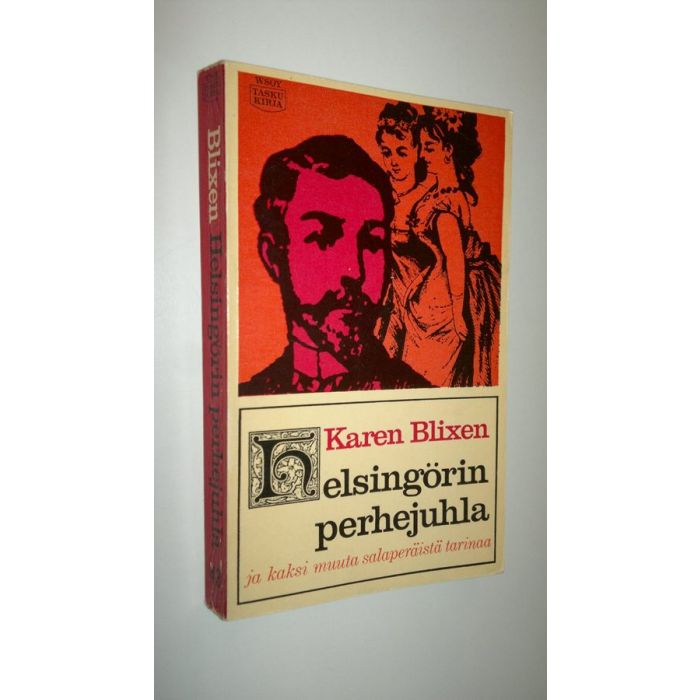 WSOY
TASKU
KIRJA
Karen Blixen
Helsingörin
perhejuhla
ja kaksi muuta salaperäistä tarinaa
Blixen Helsingörin perhejuhla